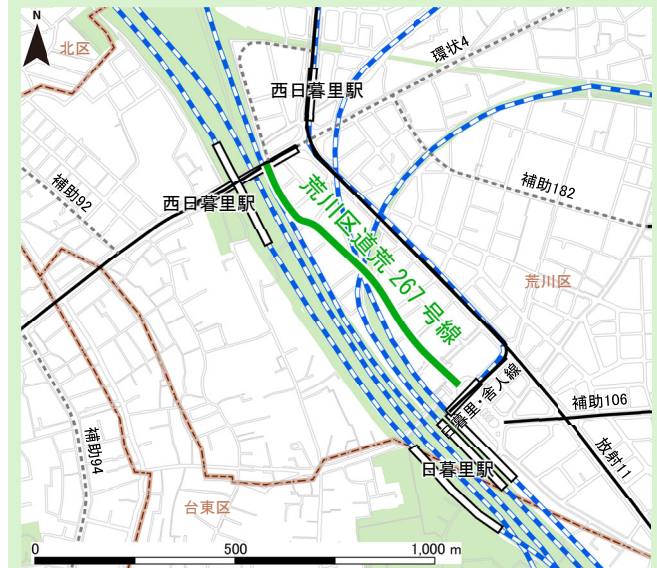 N
北区
環状4
西日暮里駅
補助92
補助182
西日暮里駅
荒川区道荒267号線
荒川区
日暮里・舎人線
補助106
放射11
補助94
日暮里駅
台東区
0 500 1,000 m